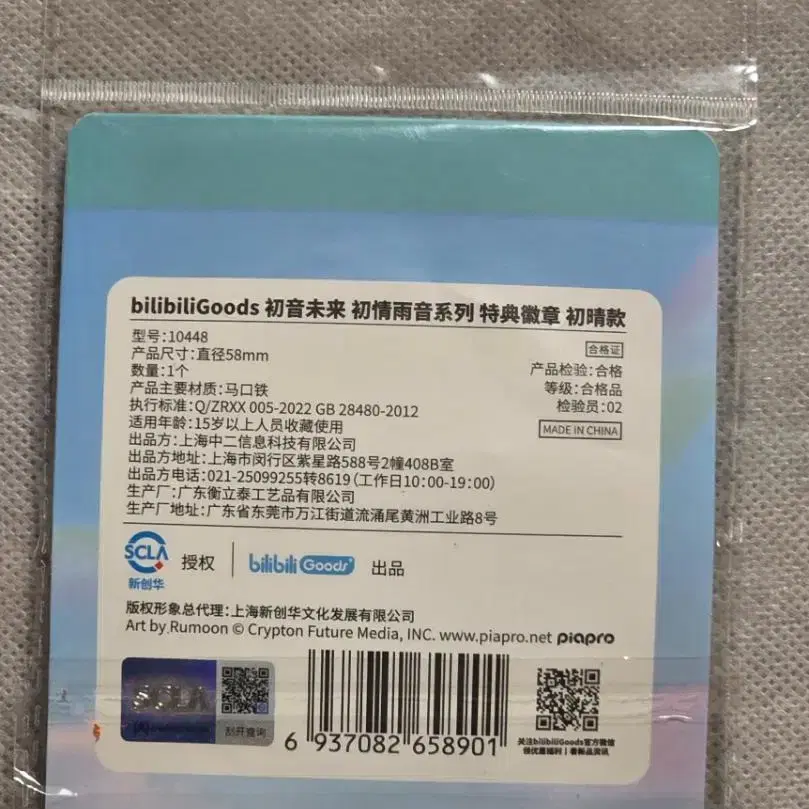 bilibiliGoods 初音未来 初情雨音系列 特典徽章 初晴款
型号:10448
产品尺寸:直径58mm
数量:1个
产品主要材质:马口铁
执行标准:Q/ZRXX 005-2022 GB 28480-2012
适用年龄:15岁以上人员收藏使用
出品方:上海中二信息科技有限公司
出品方地址:上海市闵行区紫星路588号2幢408B室
出品方电话:021-25099255转8619(工作日10:00-19:00)
生产厂:广东衡立泰工艺品有限公司
生产厂地址:广东省东莞市万江街道流涌尾黄洲工业路8号
合格证
产品检验:合格
等级:合格品
检验员:02
MADE IN CHINA
SCLA
新创华
授权
bilibili Goods 出品
版权形象总代理:上海新创华文化发展有限公司
Art by Rumoon © Crypton Future Media, INC. www.piapro.net piapro
SCLA
刮开查询
6 937082 658901
关注bilibiliGoods官方微信
领优惠福利|看新品资讯